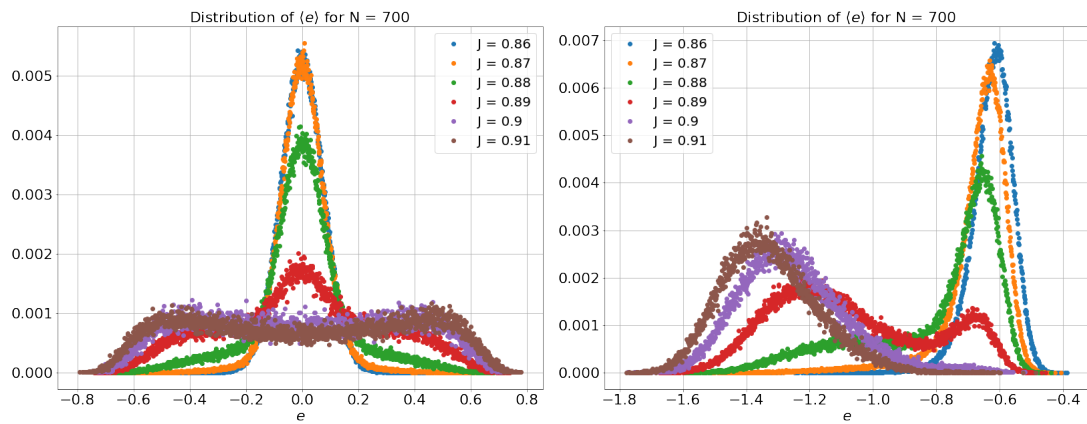 Distribution of ⟨e⟩ for N = 700
0.005
0.004
0.003
0.002
0.001
0.000
J = 0.86
J = 0.87
J = 0.88
J = 0.89
J = 0.9
J = 0.91
−0.8 −0.6 −0.4 −0.2 0.0 0.2 0.4 0.6 0.8
e
Distribution of ⟨e⟩ for N = 700
0.007
0.006
0.005
0.004
0.003
0.002
0.001
0.000
J = 0.86
J = 0.87
J = 0.88
J = 0.89
J = 0.9
J = 0.91
−1.8 −1.6 −1.4 −1.2 −1.0 −0.8 −0.6 −0.4
e